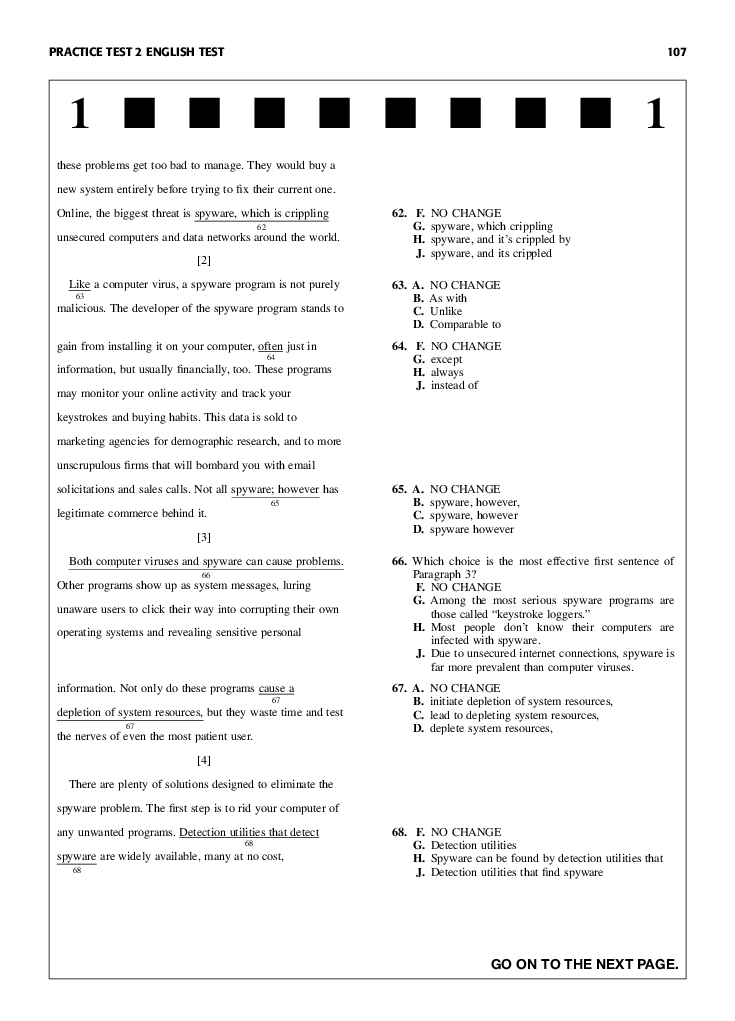 PRACTICE TEST 2 ENGLISH TEST 107
1 1
these problems get too bad to manage. They would buy a
new system entirely before trying to fix their current one.
Online, the biggest threat is spyware, which is crippling
62
unsecured computers and data networks around the world.
[2]
Like a computer virus, a spyware program is not purely
63
malicious. The developer of the spyware program stands to
gain from installing it on your computer, often just in
64
information, but usually financially, too. These programs
may monitor your online activity and track your
keystrokes and buying habits. This data is sold to
marketing agencies for demographic research, and to more
unscrupulous firms that will bombard you with email
solicitations and sales calls. Not all spyware; however has
65
legitimate commerce behind it.
[3]
Both computer viruses and spyware can cause problems.
66
Other programs show up as system messages, luring
unaware users to click their way into corrupting their own
operating systems and revealing sensitive personal
information. Not only do these programs cause a
67
depletion of system resources, but they waste time and test
67
the nerves of even the most patient user.
[4]
There are plenty of solutions designed to eliminate the
spyware problem. The first step is to rid your computer of
any unwanted programs. Detection utilities that detect
68
spyware are widely available, many at no cost,
68
62. F. NO CHANGE
G. spyware, which crippling
H. spyware, and it's crippled by
J. spyware, and its crippled
63. A. NO CHANGE
B. As with
C. Unlike
D. Comparable to
64. F. NO CHANGE
G. except
H. always
J. instead of
65. A. NO CHANGE
B. spyware, however,
C. spyware, however
D. spyware however
66. Which choice is the most effective first sentence of
Paragraph 3?
F. NO CHANGE
G. Among the most serious spyware programs are
those called "keystroke loggers."
H. Most people don't know their computers are
infected with spyware.
J. Due to unsecured internet connections, spyware is
far more prevalent than computer viruses.
67. A. NO CHANGE
B. initiate depletion of system resources,
C. lead to depleting system resources,
D. deplete system resources,
68. F. NO CHANGE
G. Detection utilities
H. Spyware can be found by detection utilities that
J. Detection utilities that find spyware
GO ON TO THE NEXT PAGE.